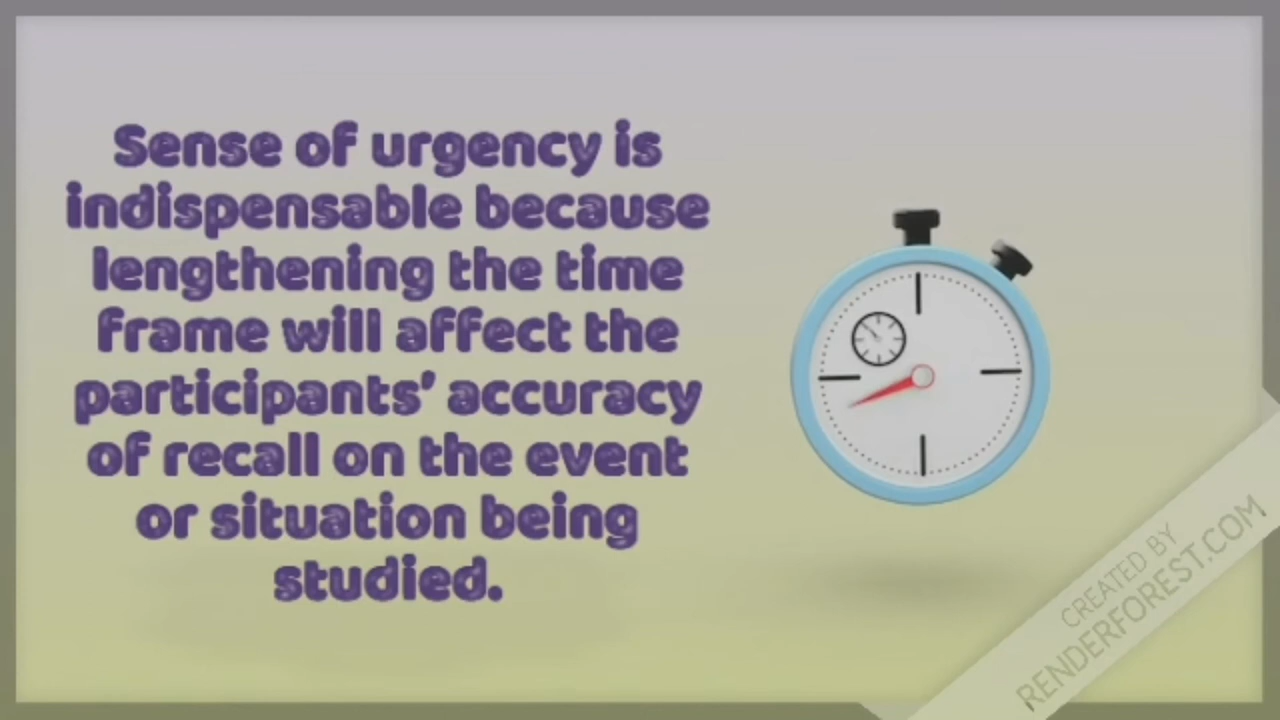 Sense of urgency is
indispensable because
lengthening the time
frame will affect the
participants’ accuracy
of recall on the event
or situation being
studied.
CREATED BY
RENDERFOREST.COM